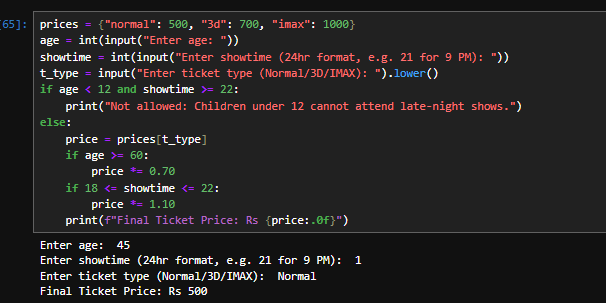 [65]: prices = {"normal": 500, "3d": 700, "imax": 1000}
age = int(input("Enter age: "))
showtime = int(input("Enter showtime (24hr format, e.g. 21 for 9 PM): "))
t_type = input("Enter ticket type (Normal/3D/IMAX): ").lower()
if age < 12 and showtime >= 22:
    print("Not allowed: Children under 12 cannot attend late-night shows.")
else:
    price = prices[t_type]
    if age >= 60:
        price *= 0.70
    if 18 <= showtime <= 22:
        price *= 1.10
    print(f"Final Ticket Price: Rs {price:.0f}")
Enter age:  45
Enter showtime (24hr format, e.g. 21 for 9 PM):  1
Enter ticket type (Normal/3D/IMAX):  Normal
Final Ticket Price: Rs 500